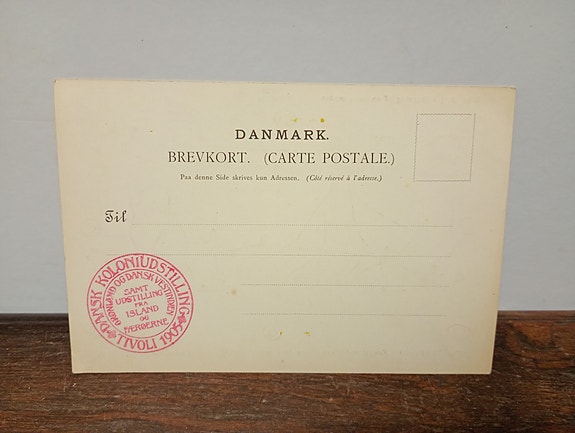 DANMARK.
BREVKORT. (CARTE POSTALE.)
Paa denne Side skrives kun Adressen. (Côté réservé à l'adresse.)
Til
DANSK KOLONIUDSTILLING
GRØNLAND OG DANSK VESTINDIEN
SAMT
UDSTILLING
FRA
ISLAND
OG
FÆRØERNE
TIVOLI 1905